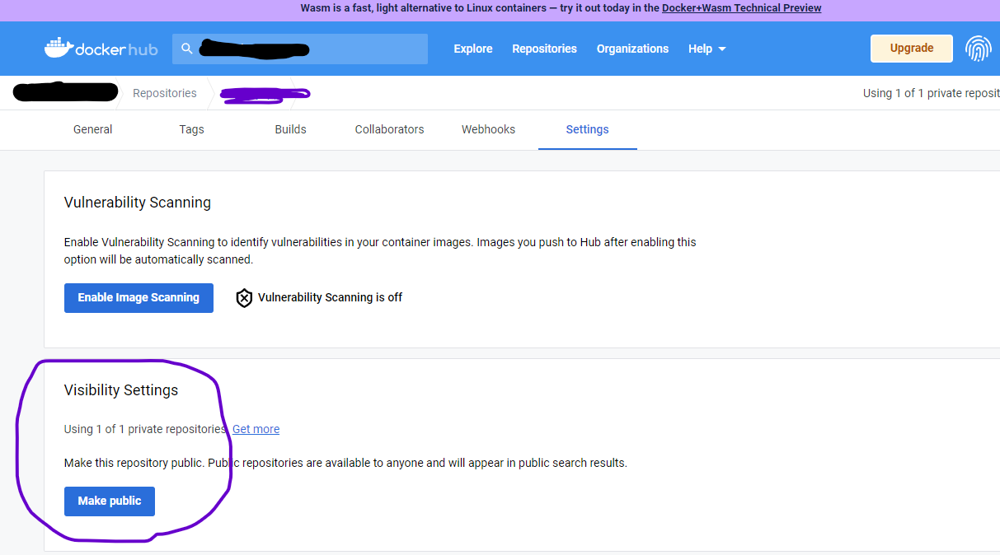 Wasm is a fast, light alternative to Linux containers — try it out today in the Docker+Wasm Technical Preview
dockerhub
Explore
Repositories
Organizations
Help
Upgrade
Repositories
Using 1 of 1 private reposit
General
Tags
Builds
Collaborators
Webhooks
Settings
Vulnerability Scanning
Enable Vulnerability Scanning to identify vulnerabilities in your container images. Images you push to Hub after enabling this
option will be automatically scanned.
Enable Image Scanning
Vulnerability Scanning is off
Visibility Settings
Using 1 of 1 private repositories. Get more
Make this repository public. Public repositories are available to anyone and will appear in public search results.
Make public